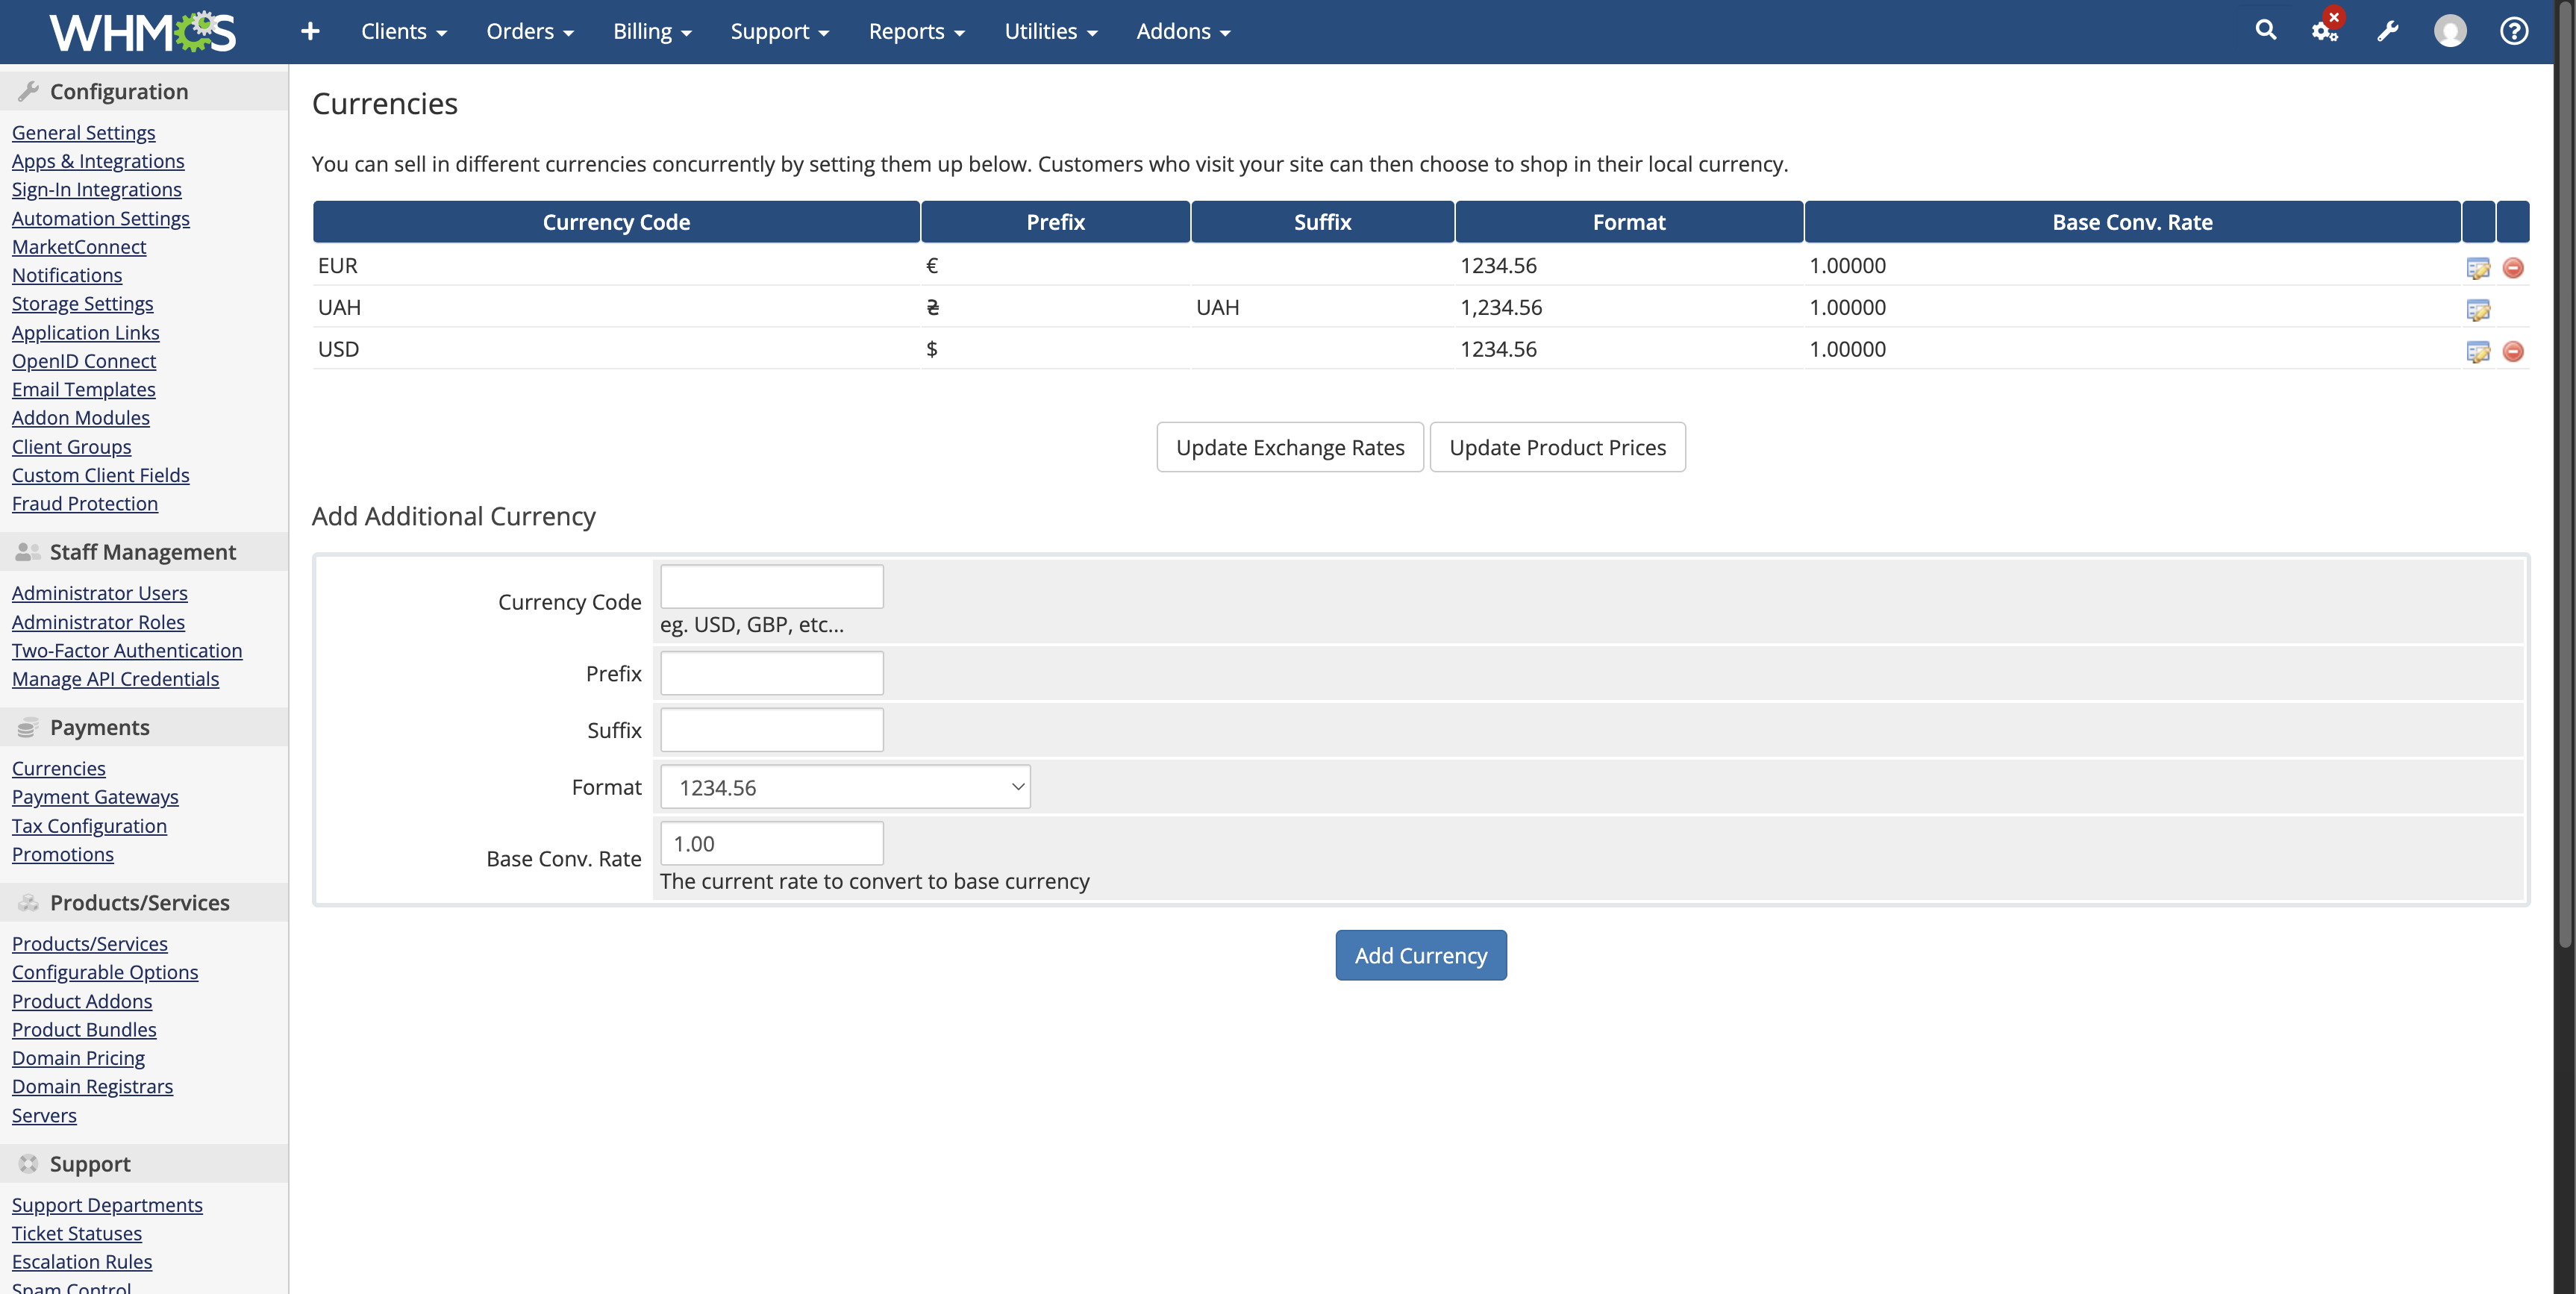 WHMCS
Clients Orders Billing Support Reports Utilities Addons
Configuration
General Settings
Apps & Integrations
Sign-In Integrations
Automation Settings
MarketConnect
Notifications
Storage Settings
Application Links
OpenID Connect
Email Templates
Addon Modules
Client Groups
Custom Client Fields
Fraud Protection
Staff Management
Administrator Users
Administrator Roles
Two-Factor Authentication
Manage API Credentials
Payments
Currencies
Payment Gateways
Tax Configuration
Promotions
Products/Services
Products/Services
Configurable Options
Product Addons
Product Bundles
Domain Pricing
Domain Registrars
Servers
Support
Support Departments
Ticket Statuses
Escalation Rules
Spam Control
Currencies
You can sell in different currencies concurrently by setting them up below. Customers who visit your site can then choose to shop in their local currency.
Currency Code Prefix Suffix Format Base Conv. Rate
EUR € 1234.56 1.00000
UAH ₴ UAH 1,234.56 1.00000
USD $ 1234.56 1.00000
Update Exchange Rates Update Product Prices
Add Additional Currency
Currency Code
eg. USD, GBP, etc...
Prefix
Suffix
Format 1234.56
Base Conv. Rate 1.00
The current rate to convert to base currency
Add Currency